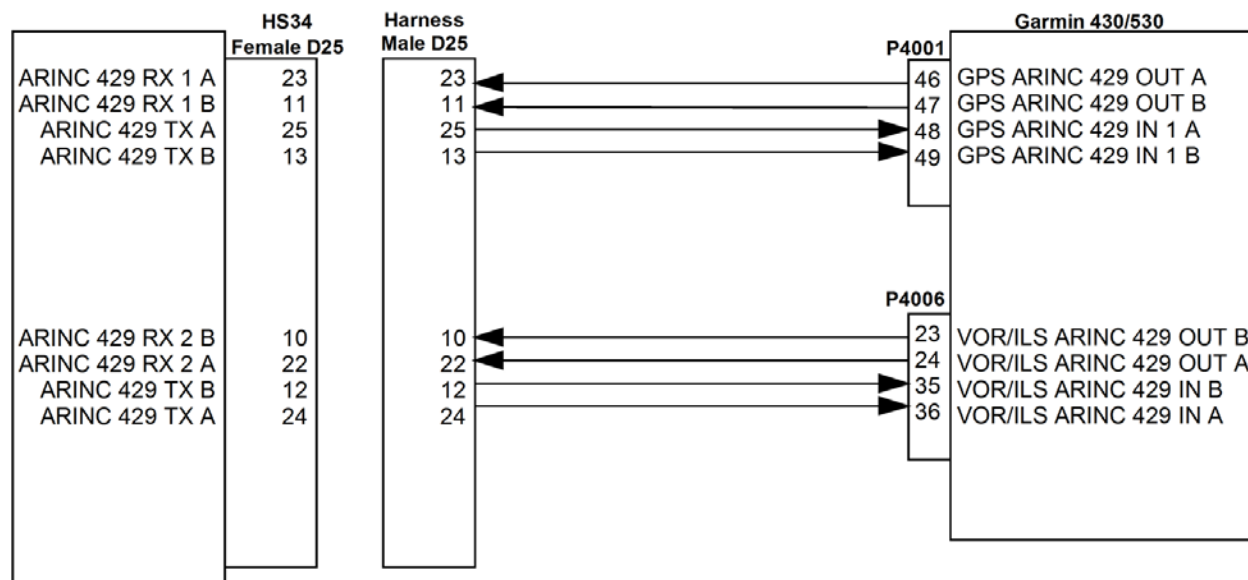 HS34
Female D25
Harness
Male D25
Garmin 430/530
P4001
ARINC 429 RX 1 A 23 23 46 GPS ARINC 429 OUT A
ARINC 429 RX 1 B 11 11 47 GPS ARINC 429 OUT B
ARINC 429 TX A 25 25 48 GPS ARINC 429 IN 1 A
ARINC 429 TX B 13 13 49 GPS ARINC 429 IN 1 B
P4006
ARINC 429 RX 2 B 10 10 23 VOR/ILS ARINC 429 OUT B
ARINC 429 RX 2 A 22 22 24 VOR/ILS ARINC 429 OUT A
ARINC 429 TX B 12 12 35 VOR/ILS ARINC 429 IN B
ARINC 429 TX A 24 24 36 VOR/ILS ARINC 429 IN A